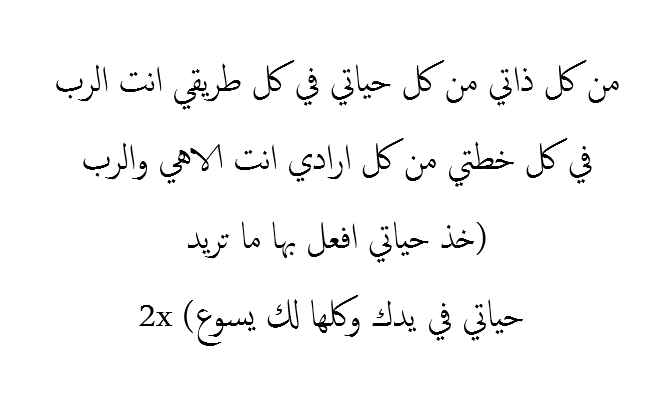 من كل ذاتي من كل حياتي في كل طريقي انت الرب
في كل خطتي من كل ارادي انت الاهي والرب
(خذ حياتي افعل بها ما تريد
حياتي في يدك وكلها لك يسوع) 2x